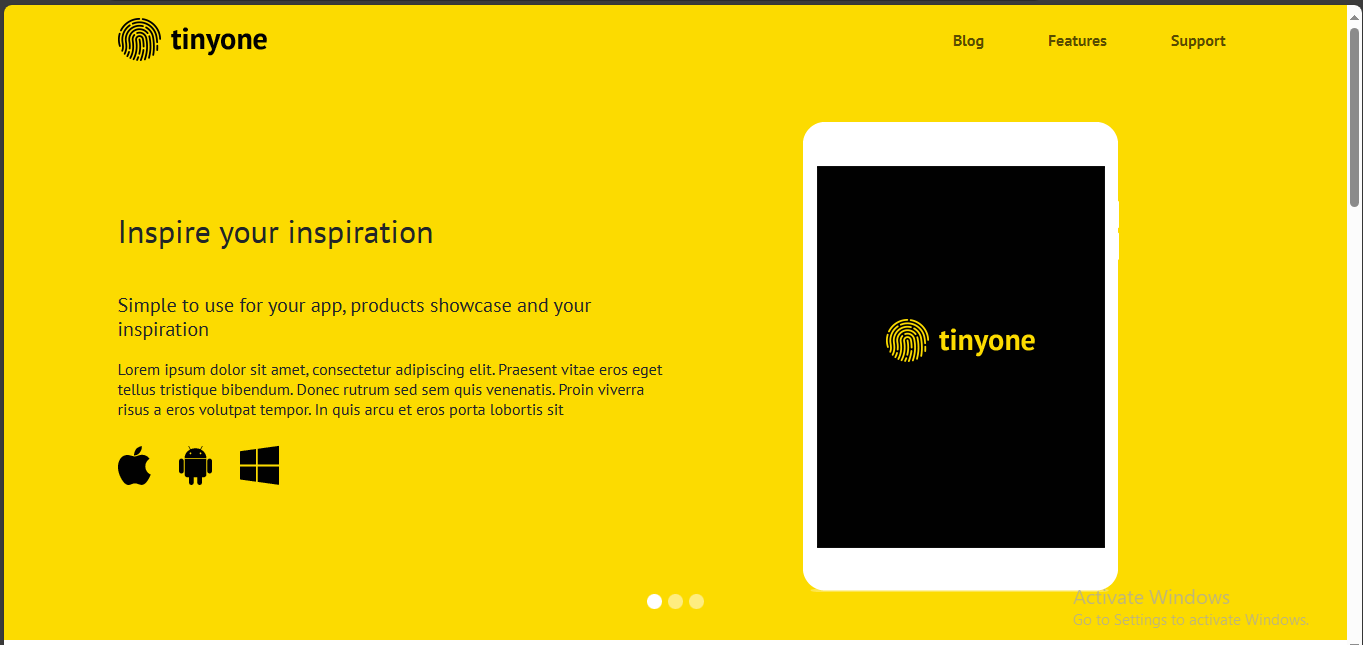 tinyone
Blog
Features
Support
Inspire your inspiration
Simple to use for your app, products showcase and your
inspiration
Lorem ipsum dolor sit amet, consectetur adipiscing elit. Praesent vitae eros eget
tellus tristique bibendum. Donec rutrum sed sem quis venenatis. Proin viverra
risus a eros volutpat tempor. In quis arcu et eros porta lobortis sit
tinyone
Activate Windows
Go to Settings to activate Windows.